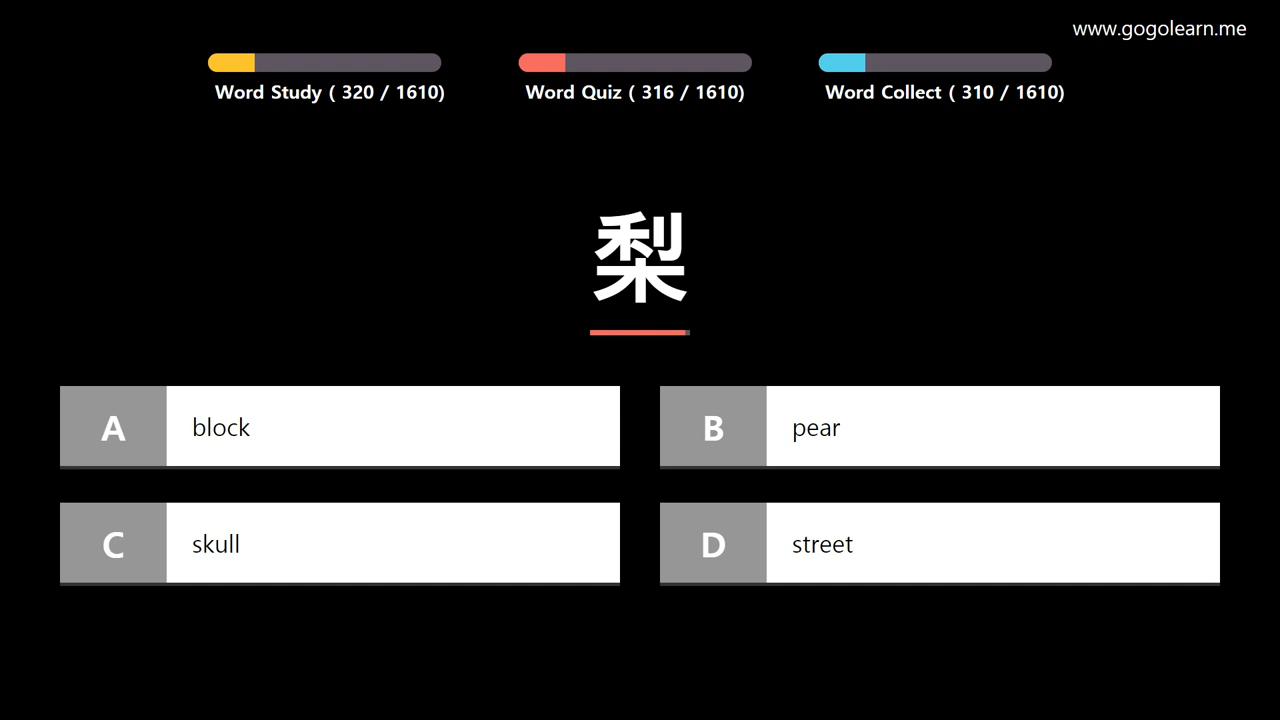 www.gogolearn.me
Word Study ( 320 / 1610)
Word Quiz ( 316 / 1610)
Word Collect ( 310 / 1610)
梨
A block
B pear
C skull
D street